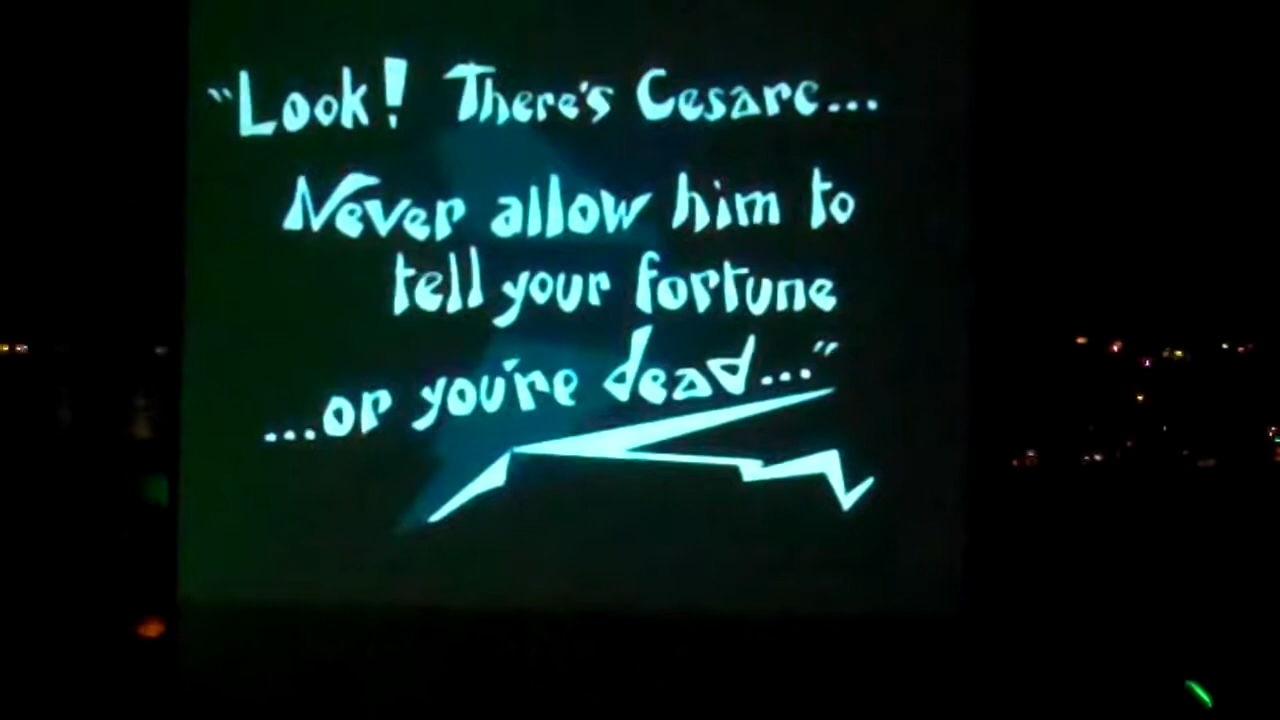 “Look! There's Cesare...
Never allow him to
tell your fortune
...or you're dead...”